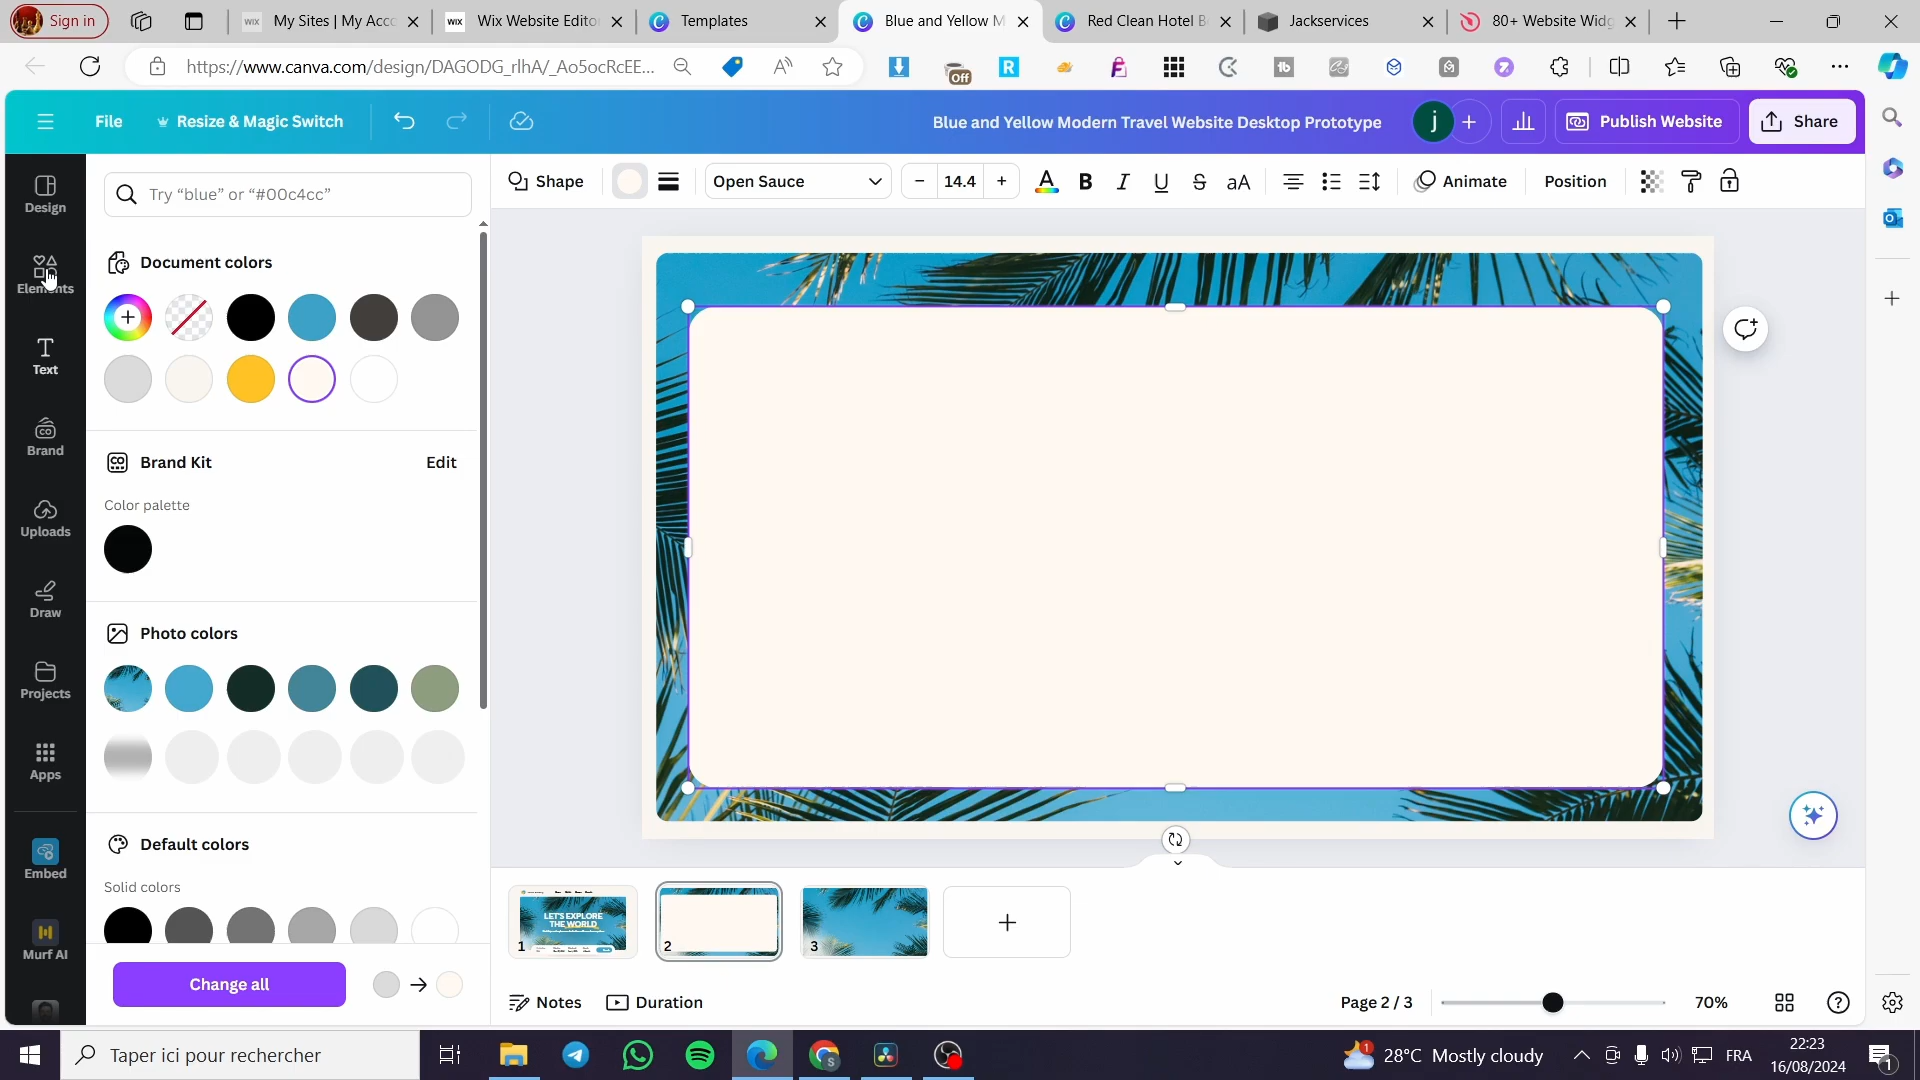 Sign in
My Sites | My Acc
Wix Website Edito
Templates
Blue and Yellow M
Red Clean Hotel B
Jackservices
80+ Website Widg
https://www.canva.com/design/DAGODG_rlhA/_Ao5ocRcEE...
Off
File
Resize & Magic Switch
Blue and Yellow Modern Travel Website Desktop Prototype
j
Publish Website
Share
Design
Elements
Text
Brand
Uploads
Draw
Projects
Apps
Embed
Murf AI
Try “blue” or “#00c4cc”
Document colors
Brand Kit
Edit
Color palette
Photo colors
Default colors
Solid colors
Change all
Shape
Open Sauce
14.4
B
I
U
S
aA
Animate
Position
LET'S EXPLORE
THE WORLD
1
2
3
Notes
Duration
Page 2 / 3
70%
Taper ici pour rechercher
28°C Mostly cloudy
FRA
22:23
16/08/2024
1